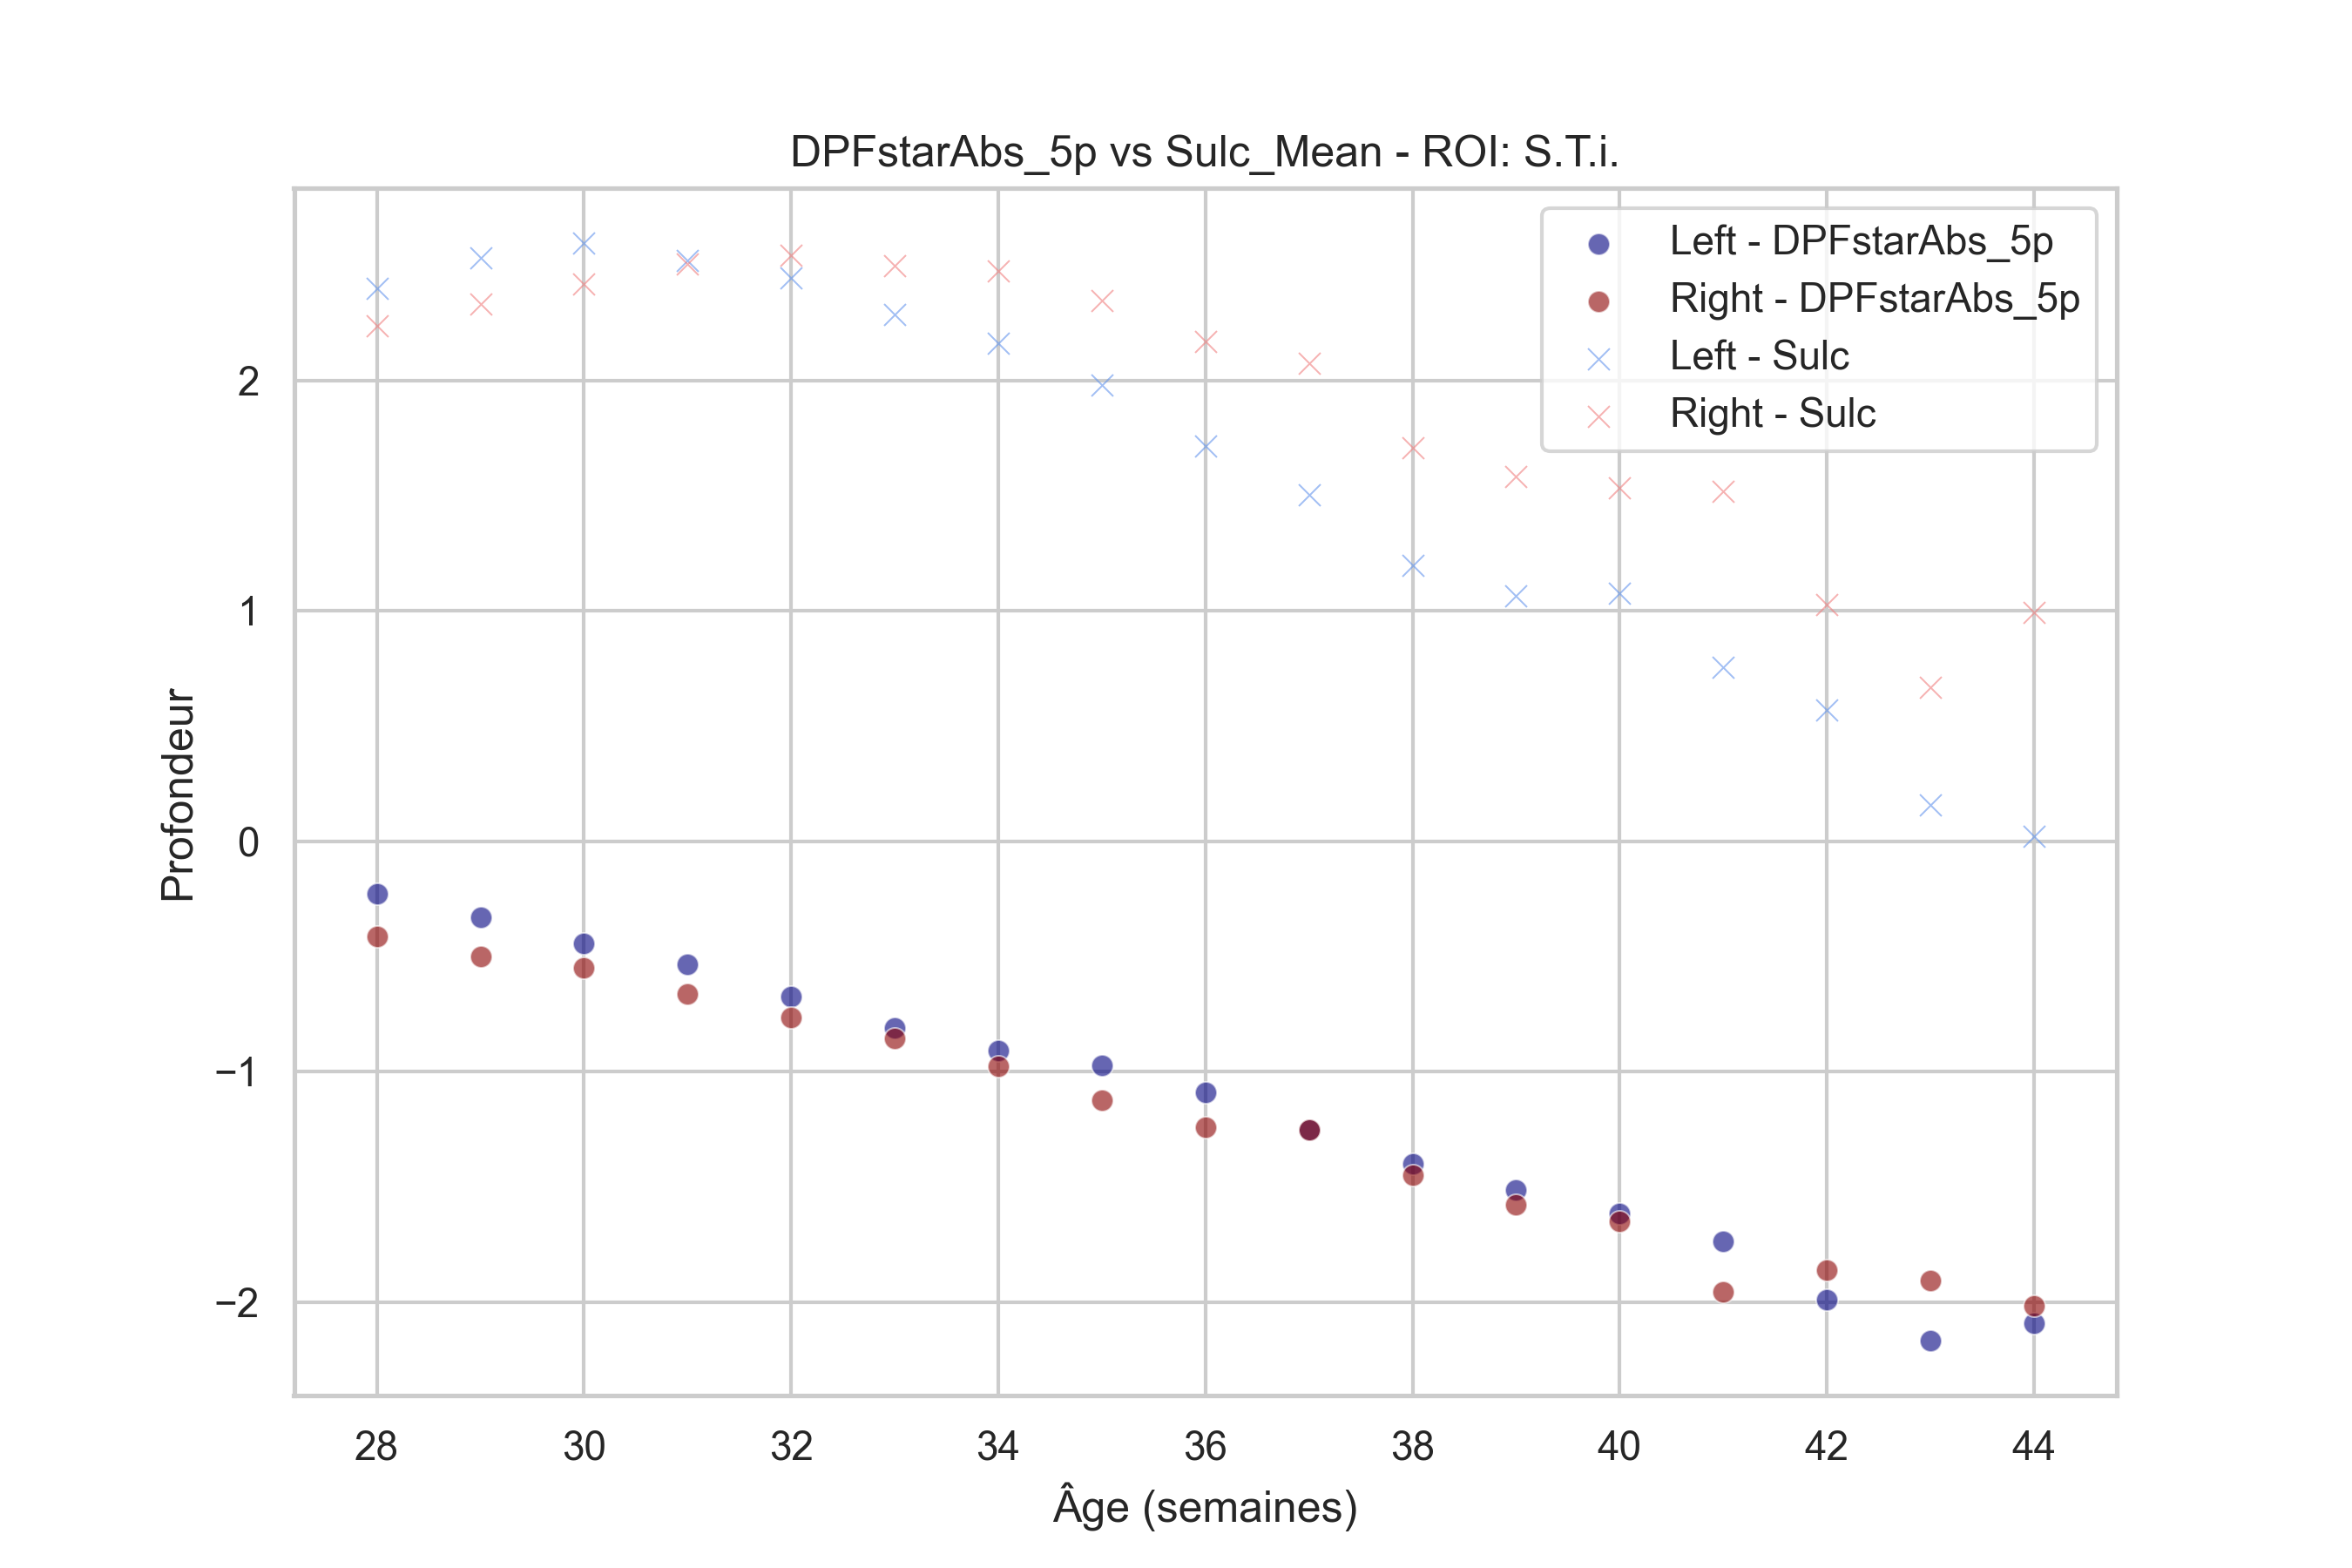 DPFstarAbs_5p vs Sulc_Mean - ROI: S.T.i.
Left - DPFstarAbs_5p
Right - DPFstarAbs_5p
Left - Sulc
Right - Sulc
Profondeur
2
1
0
−1
−2
28 30 32 34 36 38 40 42 44
Âge (semaines)